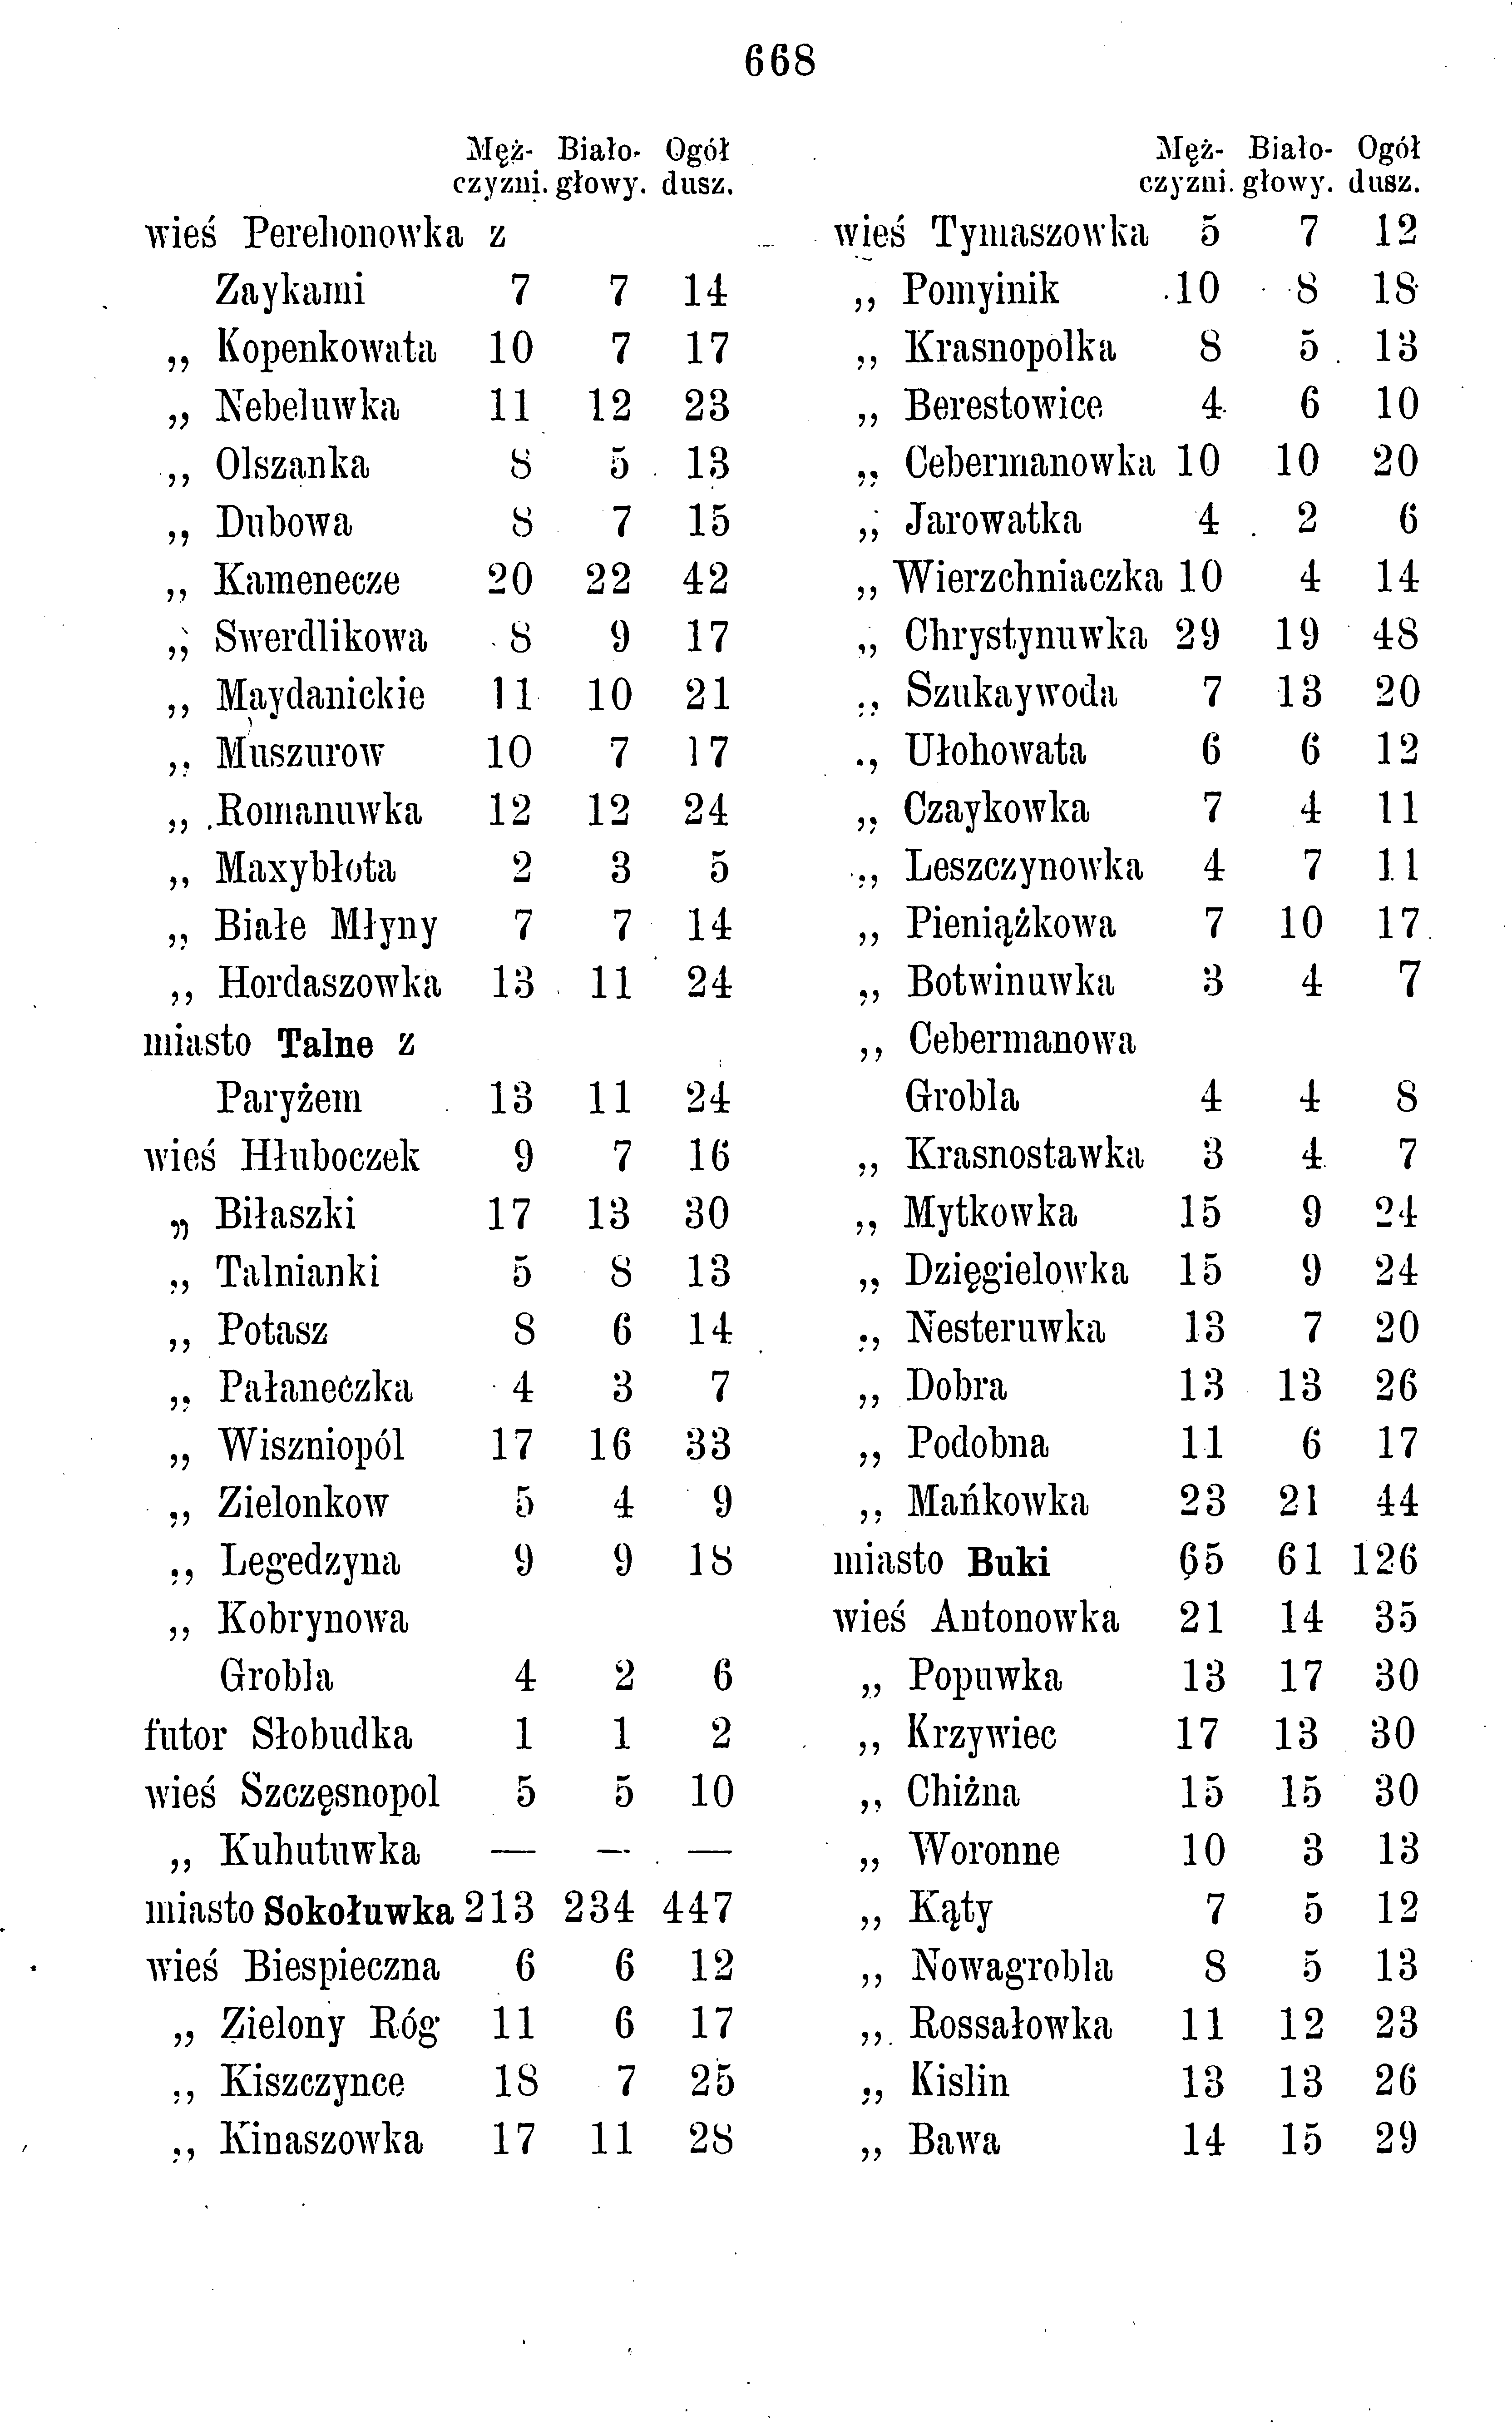 668
Męż- Biało- Ogół
czyzni. głowy. dusz.
wieś Perehonowka z
Zaykami 7 7 14
,, Kopenkowata 10 7 17
,, Nebeluwka 11 12 23
,, Olszanka 8 5 13
,, Dubowa 8 7 15
,, Kamenecze 20 22 42
,, Swerdlikowa 8 9 17
,, Maydanickie 11 10 21
,, Muszurow 10 7 17
,, Romanuwka 12 12 24
,, Maxybłota 2 3 5
,, Białe Młyny 7 7 14
,, Hordaszowka 13 11 24
miasto Talne z
Paryżem 13 11 24
wieś Hłuboczek 9 7 16
,, Biłaszki 17 13 30
,, Talnianki 5 8 13
,, Potasz 8 6 14
,, Pałaneczka 4 3 7
,, Wiszniopól 17 16 33
,, Zielonkow 5 4 9
,, Legedzyna 9 9 18
,, Kobrynowa
Grobla 4 2 6
futor Słobudka 1 1 2
wieś Szczęsnopol 5 5 10
,, Kuhutuwka — — —
miasto Sokołuwka 213 234 447
wieś Biespieczna 6 6 12
,, Zielony Róg 11 6 17
,, Kiszczynce 18 7 25
,, Kinaszowka 17 11 28
Męż- Biało- Ogół
czyzni. głowy. dusz.
wieś Tymaszowka 5 7 12
,, Pomyinik 10 8 18
,, Krasnopolka 8 5 13
,, Berestowice 4 6 10
,, Cebermanowka 10 10 20
,, Jarowatka 4 2 6
,, Wierzchniaczka 10 4 14
,, Chrystynuwka 29 19 48
,, Szukaywoda 7 13 20
,, Ułohowata 6 6 12
,, Czaykowka 7 4 11
,, Leszczynowka 4 7 11
,, Pieniążkowa 7 10 17
,, Botwinuwka 3 4 7
,, Cebermanowa
Grobla 4 4 8
,, Krasnostawka 3 4 7
,, Mytkowka 15 9 24
,, Dzięgielowka 15 9 24
,, Nesteruwka 13 7 20
,, Dobra 13 13 26
,, Podobna 11 6 17
,, Mańkowka 23 21 44
miasto Buki 65 61 126
wieś Antonowka 21 14 35
,, Popuwka 13 17 30
,, Krzywiec 17 13 30
,, Chiżna 15 15 30
,, Woronne 10 3 13
,, Kąty 7 5 12
,, Nowagrobla 8 5 13
,, Rossałowka 11 12 23
,, Kislin 13 13 26
,, Bawa 14 15 29